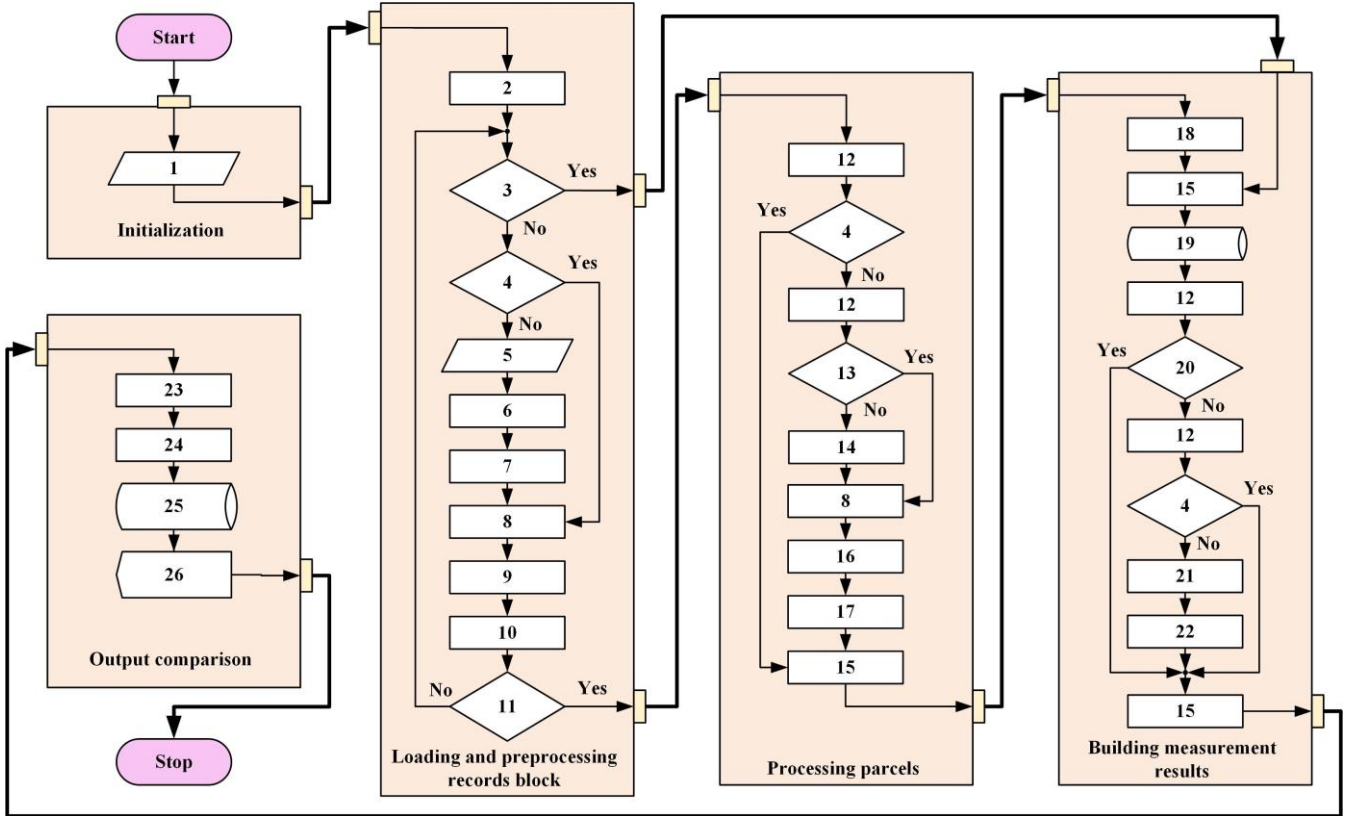 Start
1
Initialization
2
3
Yes
No
4
Yes
No
5
6
7
8
9
10
11
No
Yes
Loading and preprocessing
records block
12
4
Yes
No
12
13
Yes
No
14
8
16
17
15
Processing parcels
18
15
19
12
20
Yes
No
12
4
Yes
No
21
22
15
Building measurement
results
23
24
25
26
Output comparison
Stop